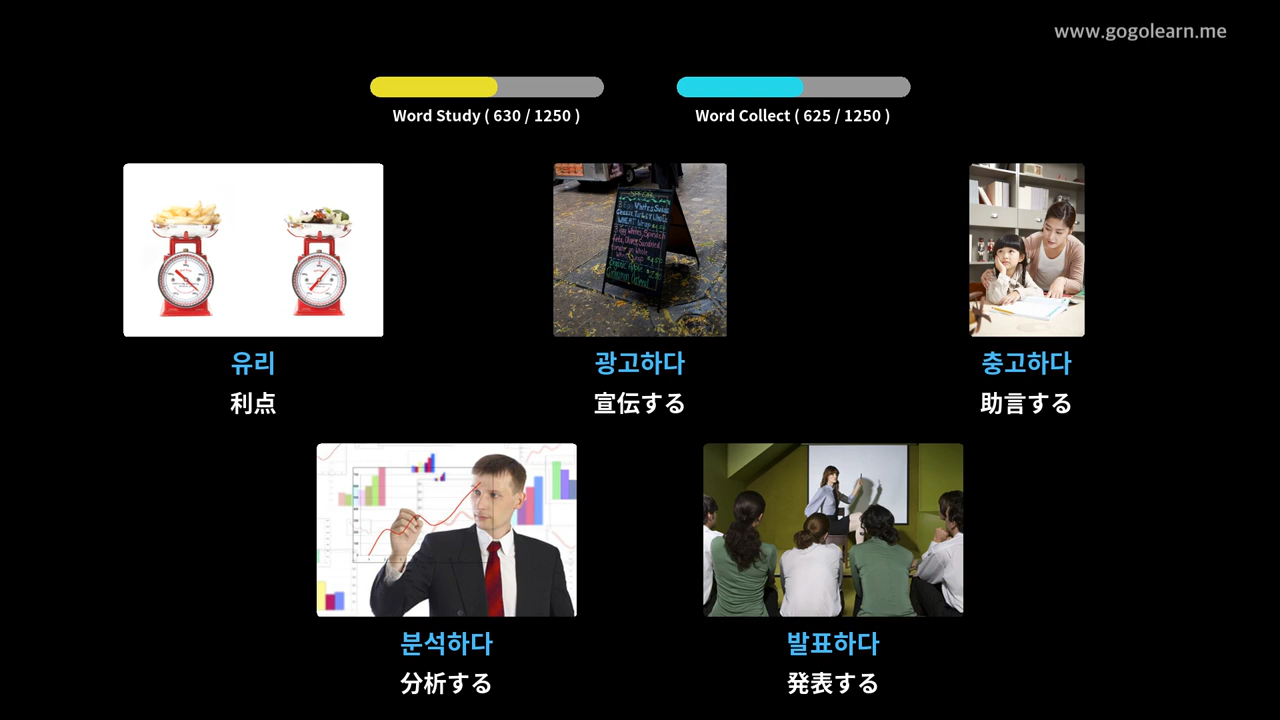 www.gogolearn.me
Word Study ( 630 / 1250 )
Word Collect ( 625 / 1250 )
유리
利点
광고하다
宣伝する
충고하다
助言する
분석하다
分析する
발표하다
発表する